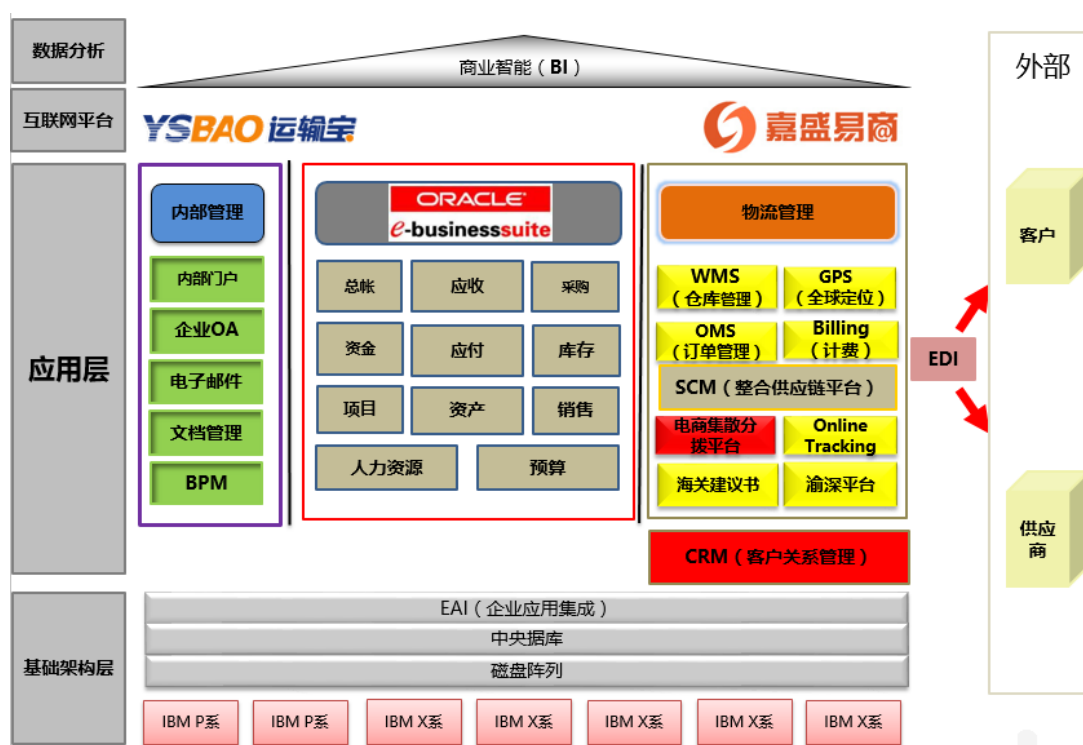 数据分析
商业智能（BI）
外部
互联网平台
YSBAO 运输宝
嘉盛易商
应用层
内部管理
内部门户
企业OA
电子邮件
文档管理
BPM
ORACLE
e-businesssuite
总帐
应收
采购
资金
应付
库存
项目
资产
销售
人力资源
预算
物流管理
WMS
（仓库管理）
GPS
（全球定位）
OMS
（订单管理）
Billing
（计费）
SCM（整合供应链平台）
电商集散分
拨平台
Online
Tracking
海关建议书
渝深平台
CRM（客户关系管理）
EDI
客户
供应
商
基础架构层
EAI（企业应用集成）
中央据库
磁盘阵列
IBM P系
IBM P系
IBM X系
IBM X系
IBM X系
IBM X系
IBM X系